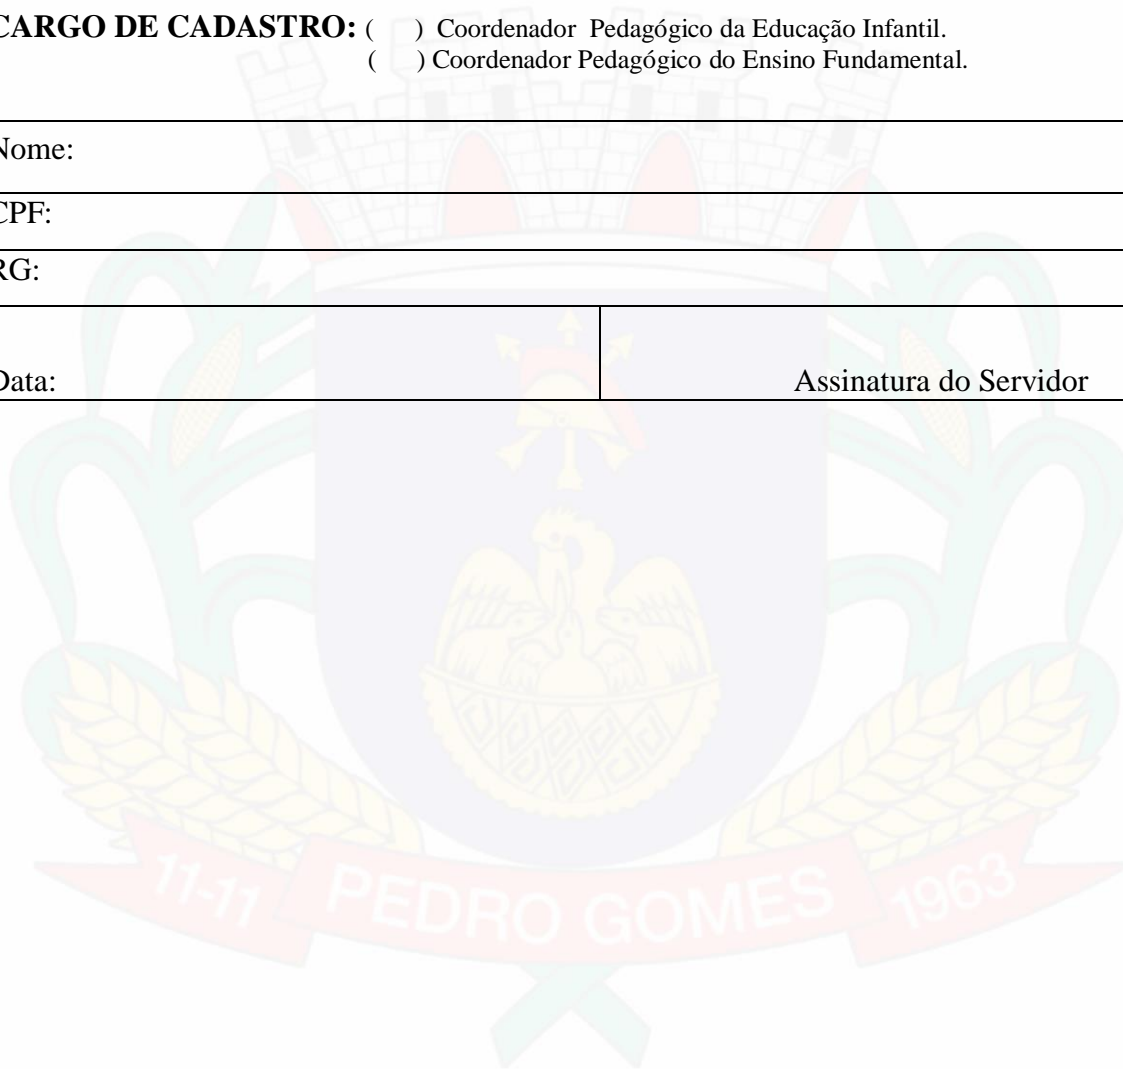 CARGO DE CADASTRO: (    ) Coordenador Pedagógico da Educação Infantil.
(    ) Coordenador Pedagógico do Ensino Fundamental.
Nome:
CPF:
RG:
Data:
Assinatura do Servidor
11-11 PEDRO GOMES 1963